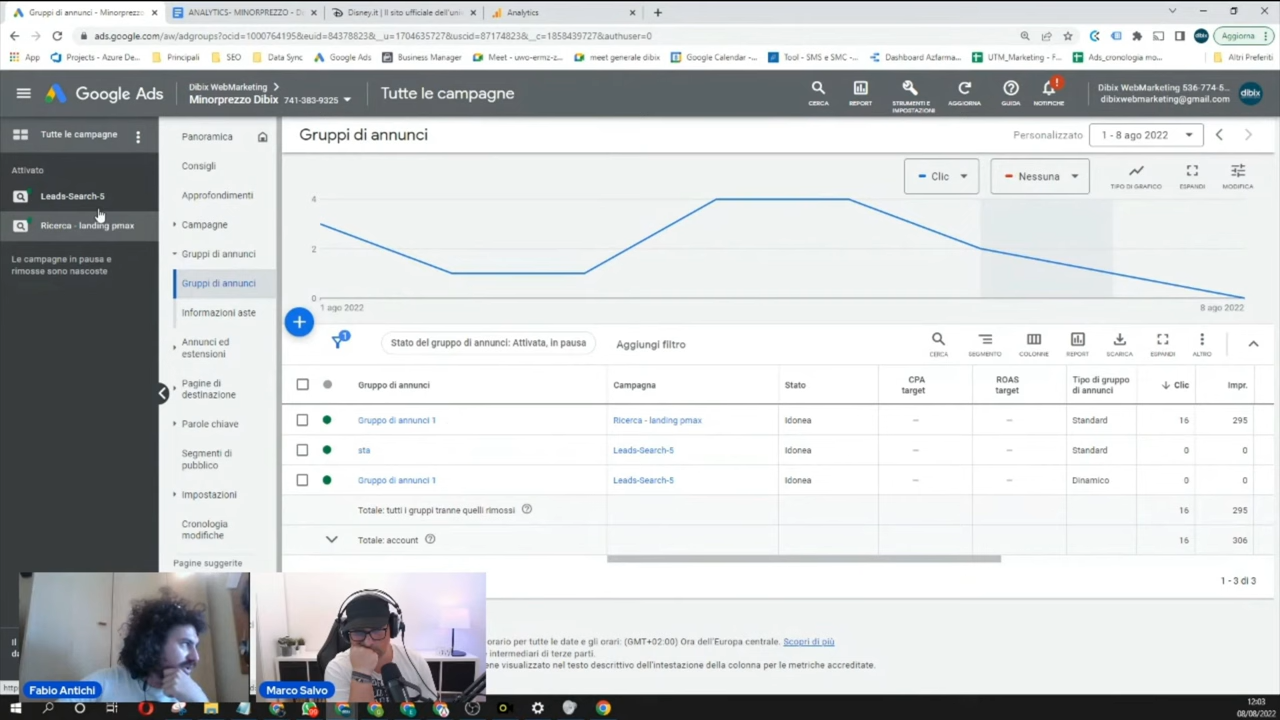 Gruppi di annunci - Minorprezz
ANALYTICS- MINORPREZZO - D
Disney.it | Il sito ufficiale dell'uni
Analytics
ads.google.com/aw/adgroups?ocid=1000764195&euid=84378823&__u=1704635727&uscid=87174823&__c=1858439727&authuser=0
Aggiorna
App
Projects - Azure De...
Principali
SEO
Data Sync
Google Ads
Business Manager
Meet - uwo-ermz-z...
meet generale dibix
Google Calendar -...
Tool - SMS e SMC -...
Dashboard Azfarma...
UTM_Marketing - F...
Ads_cronologia mo...
Altri Preferiti
Google Ads
Dibix WebMarketing
Minorprezzo Dibix 741-383-9325
Tutte le campagne
CERCA
REPORT
STRUMENTI E IMPOSTAZIONI
AGGIORNA
GUIDA
NOTIFICHE
Dibix WebMarketing 536-774-5...
dibixwebmarketing@gmail.com
dibix
Tutte le campagne
Attivato
Leads-Search-5
Ricerca - landing pmax
Le campagne in pausa e
rimosse sono nascoste
Panoramica
Consigli
Approfondimenti
Campagne
Gruppi di annunci
Gruppi di annunci
Informazioni aste
Annunci ed
estensioni
Pagine di
destinazione
Parole chiave
Segmenti di
pubblico
Impostazioni
Cronologia
modifiche
Pagine suggerite
Gruppi di annunci
Personalizzato
1 - 8 ago 2022
Clic
Nessuna
TIPO DI GRAFICO
ESPANDI
MODIFICA
4
2
0
1 ago 2022
8 ago 2022
1
Stato del gruppo di annunci: Attivata, in pausa
Aggiungi filtro
CERCA
SEGMENTO
COLONNE
REPORT
SCARICA
ESPANDI
ALTRO
Gruppo di annunci Campagna Stato CPA target ROAS target Tipo di gruppo di annunci Clic Impr.
Gruppo di annunci 1 Ricerca - landing pmax Idonea – – Standard 16 295
sta Leads-Search-5 Idonea – – Standard 0 0
Gruppo di annunci 1 Leads-Search-5 Idonea – – Dinamico 0 0
Totale: tutti i gruppi tranne quelli rimossi 16 295
Totale: account 16 306
1 - 3 di 3
orario per tutte le date e gli orari: (GMT+02:00) Ora dell'Europa centrale. Scopri di più
intermediari di terze parti.
ene visualizzato nel testo descrittivo dell'intestazione della colonna per le metriche accreditate.
Fabio Antichi
Marco Salvo
12:03
08/08/2022